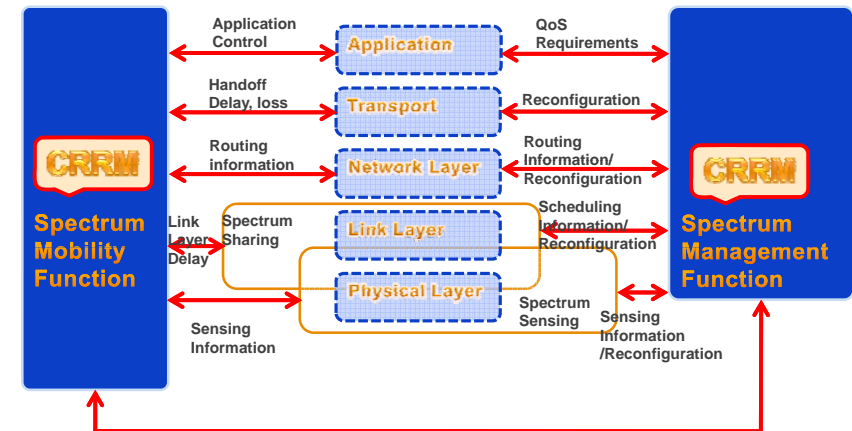 Application
Control
Application
QoS
Requirements
Handoff
Delay, loss
Transport
Reconfiguration
CRRM
Routing
information
Network Layer
Routing
Information/
Reconfiguration
CRRM
Spectrum
Mobility
Function
Link
Layer
Delay
Spectrum
Sharing
Link Layer
Scheduling
Information/
Reconfiguration
Spectrum
Management
Function
Physical Layer
Sensing
Information
Spectrum
Sensing
Sensing
Information
/Reconfiguration